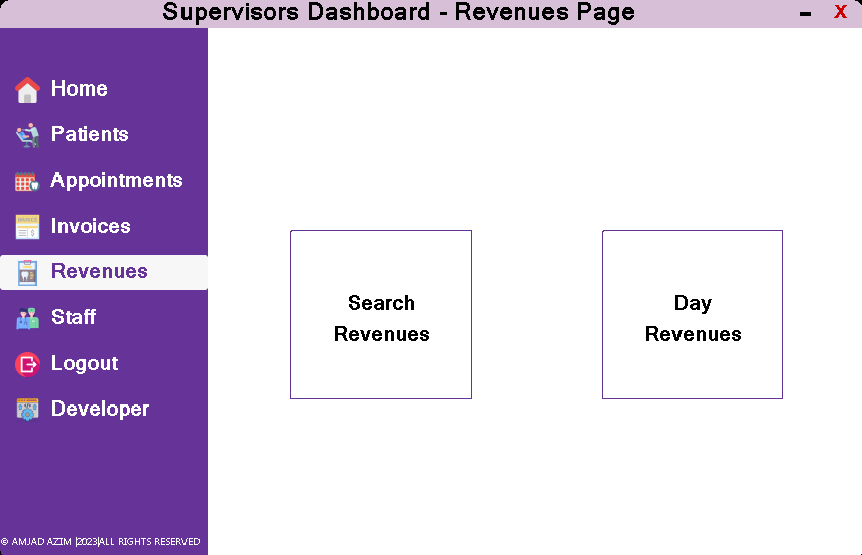 Supervisors Dashboard - Revenues Page
X
Home
Patients
Appointments
Invoices
Revenues
Staff
Logout
Developer
Search
Revenues
Day
Revenues
© AMJAD AZIM |2023|ALL RIGHTS RESERVED